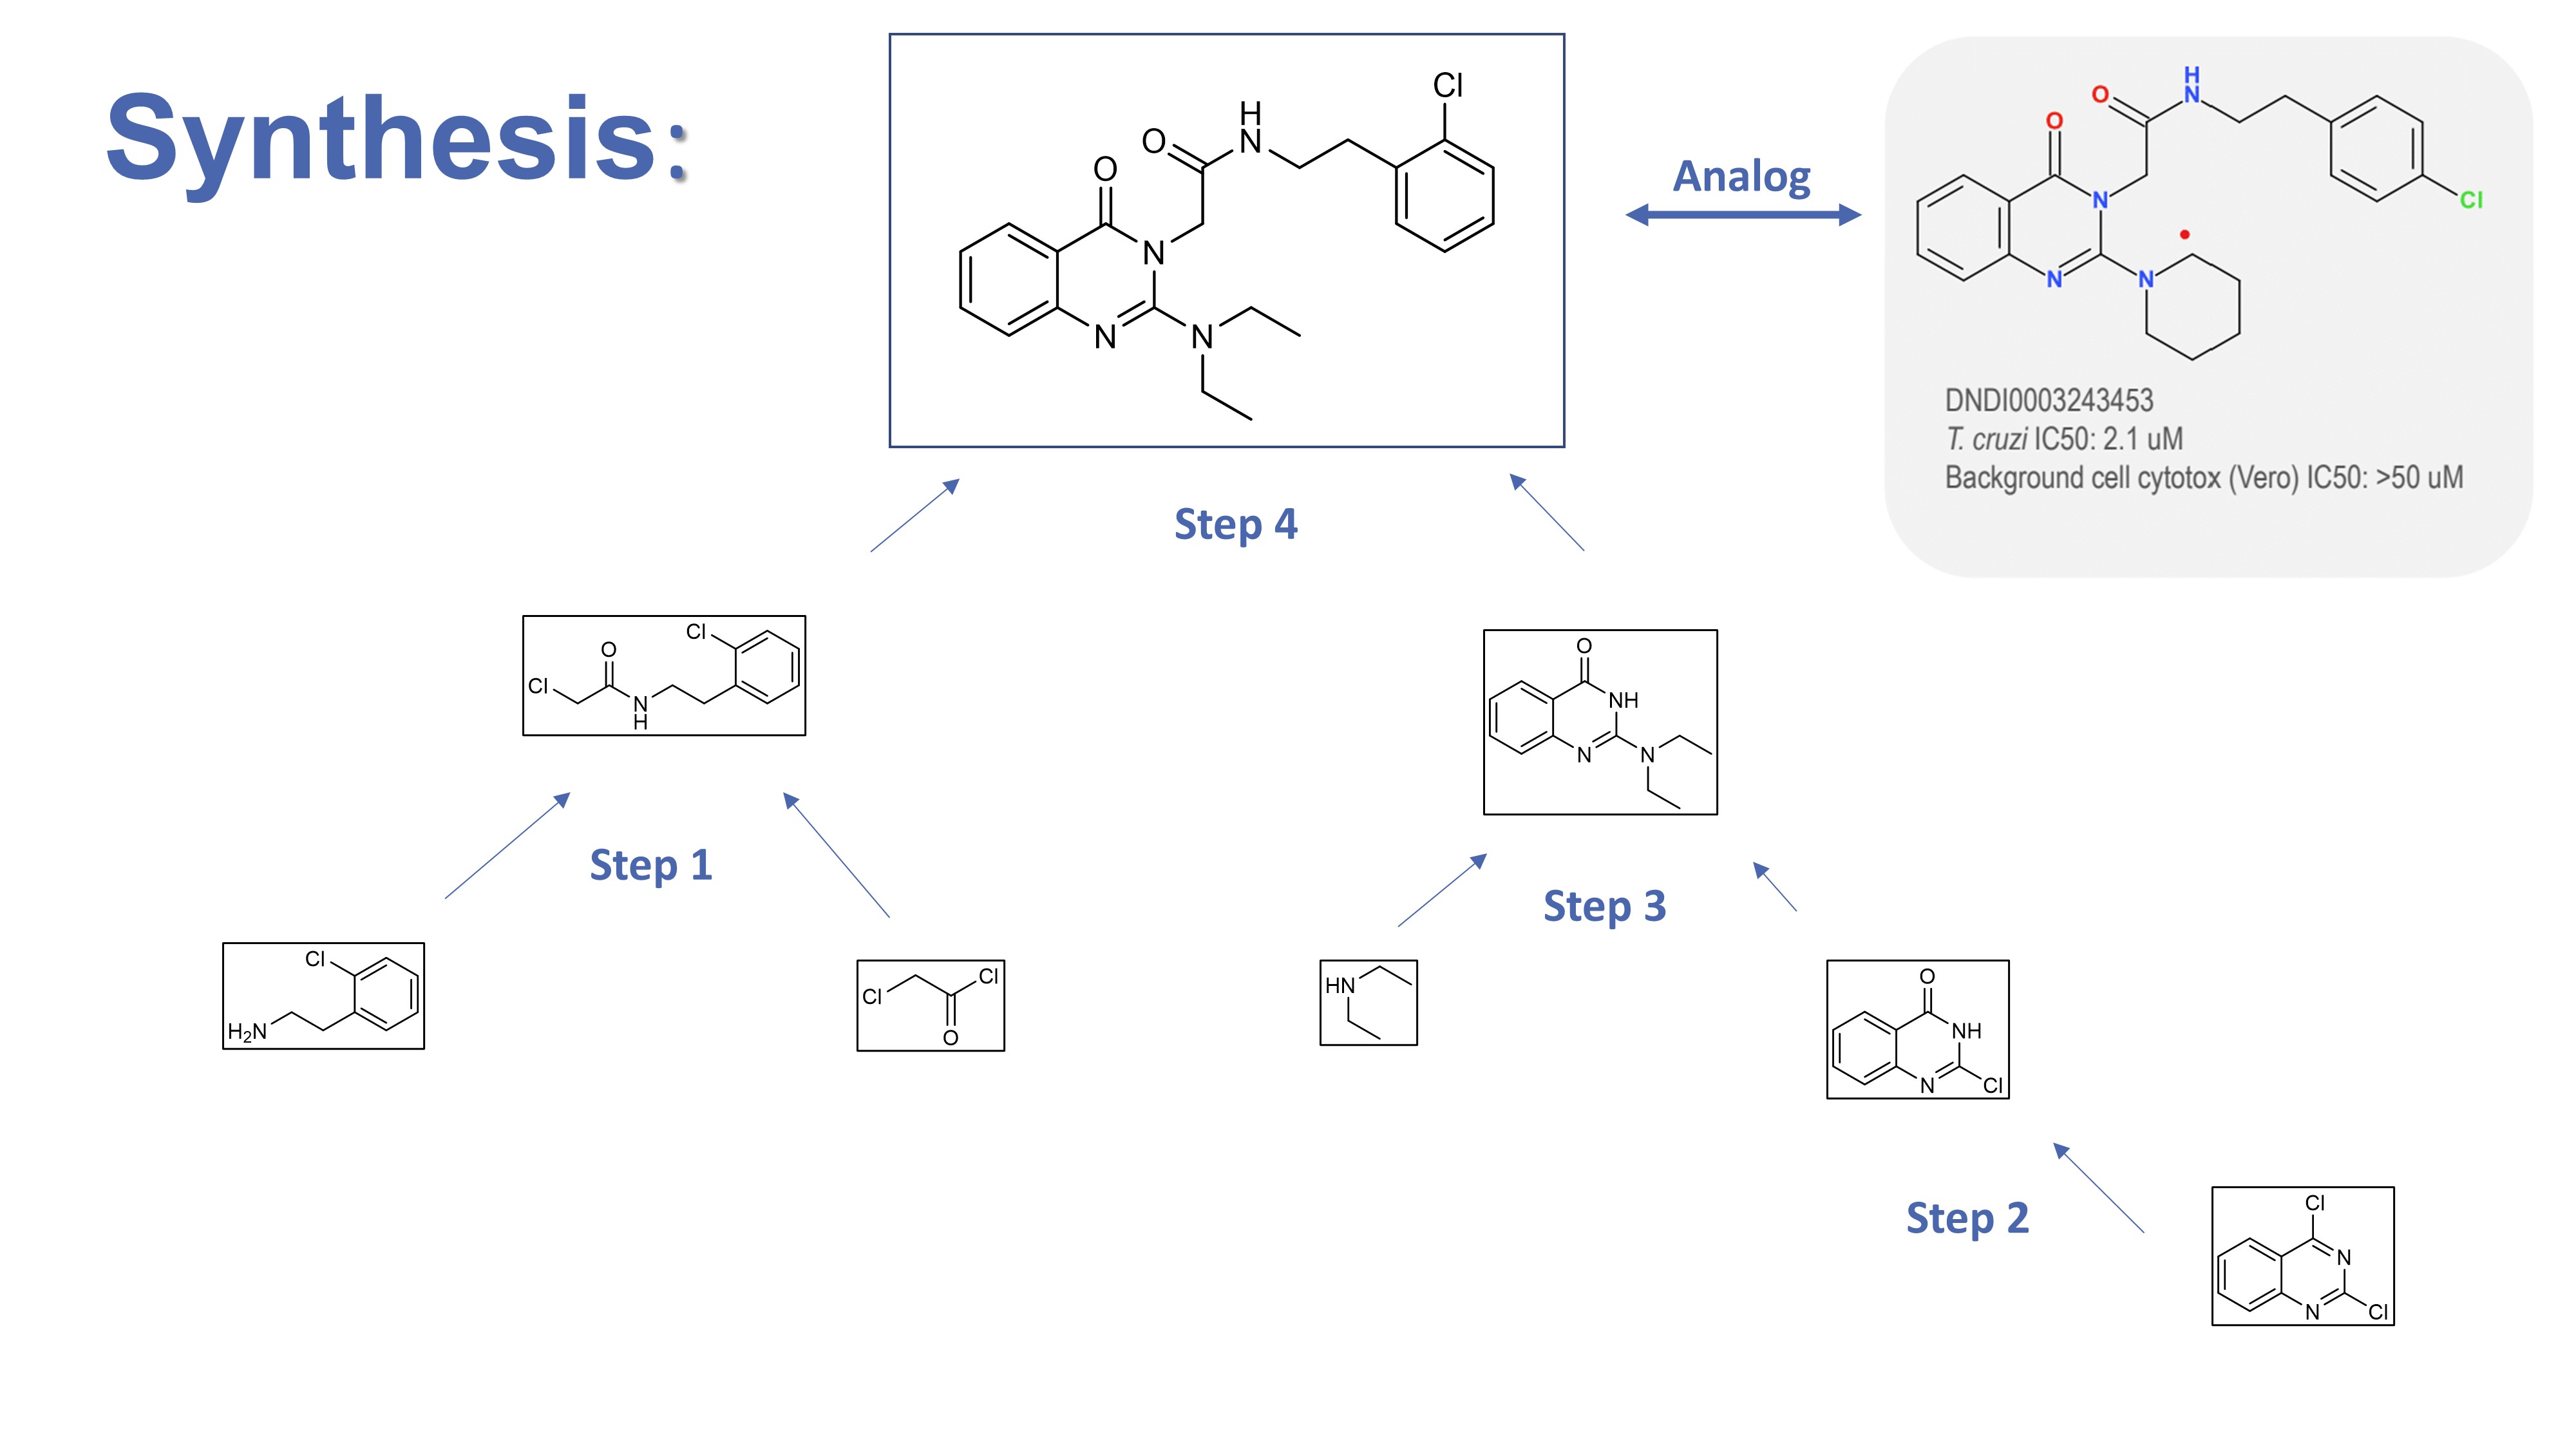 Synthesis:
Cl
H
N
O
O
N
N
N
Analog
H
N
O
O
N
Cl
N
N
DNDI0003243453
T. cruzi IC50: 2.1 uM
Background cell cytotox (Vero) IC50: >50 uM
Step 4
Cl
O
Cl
N
H
O
NH
N
N
Step 1
Step 3
Cl
H2N
Cl
Cl
O
HN
O
NH
N
Cl
Step 2
Cl
N
N
Cl